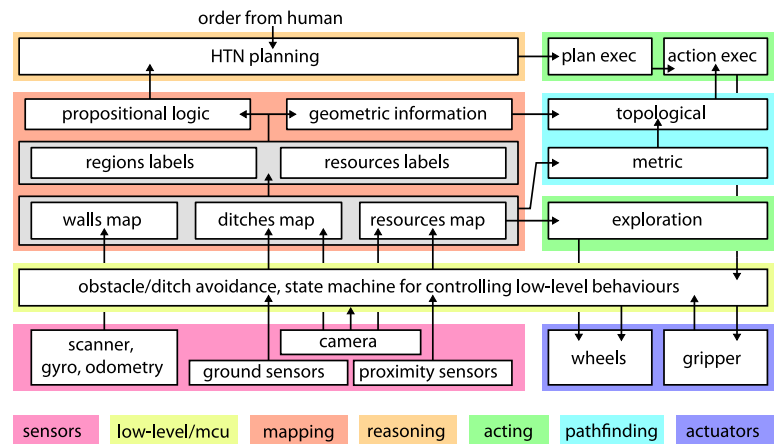 order from human
HTN planning
plan exec
action exec
propositional logic
geometric information
topological
regions labels
resources labels
metric
walls map
ditches map
resources map
exploration
obstacle/ditch avoidance, state machine for controlling low-level behaviours
scanner,
gyro, odometry
camera
ground sensors
proximity sensors
wheels
gripper
sensors
low-level/mcu
mapping
reasoning
acting
pathfinding
actuators